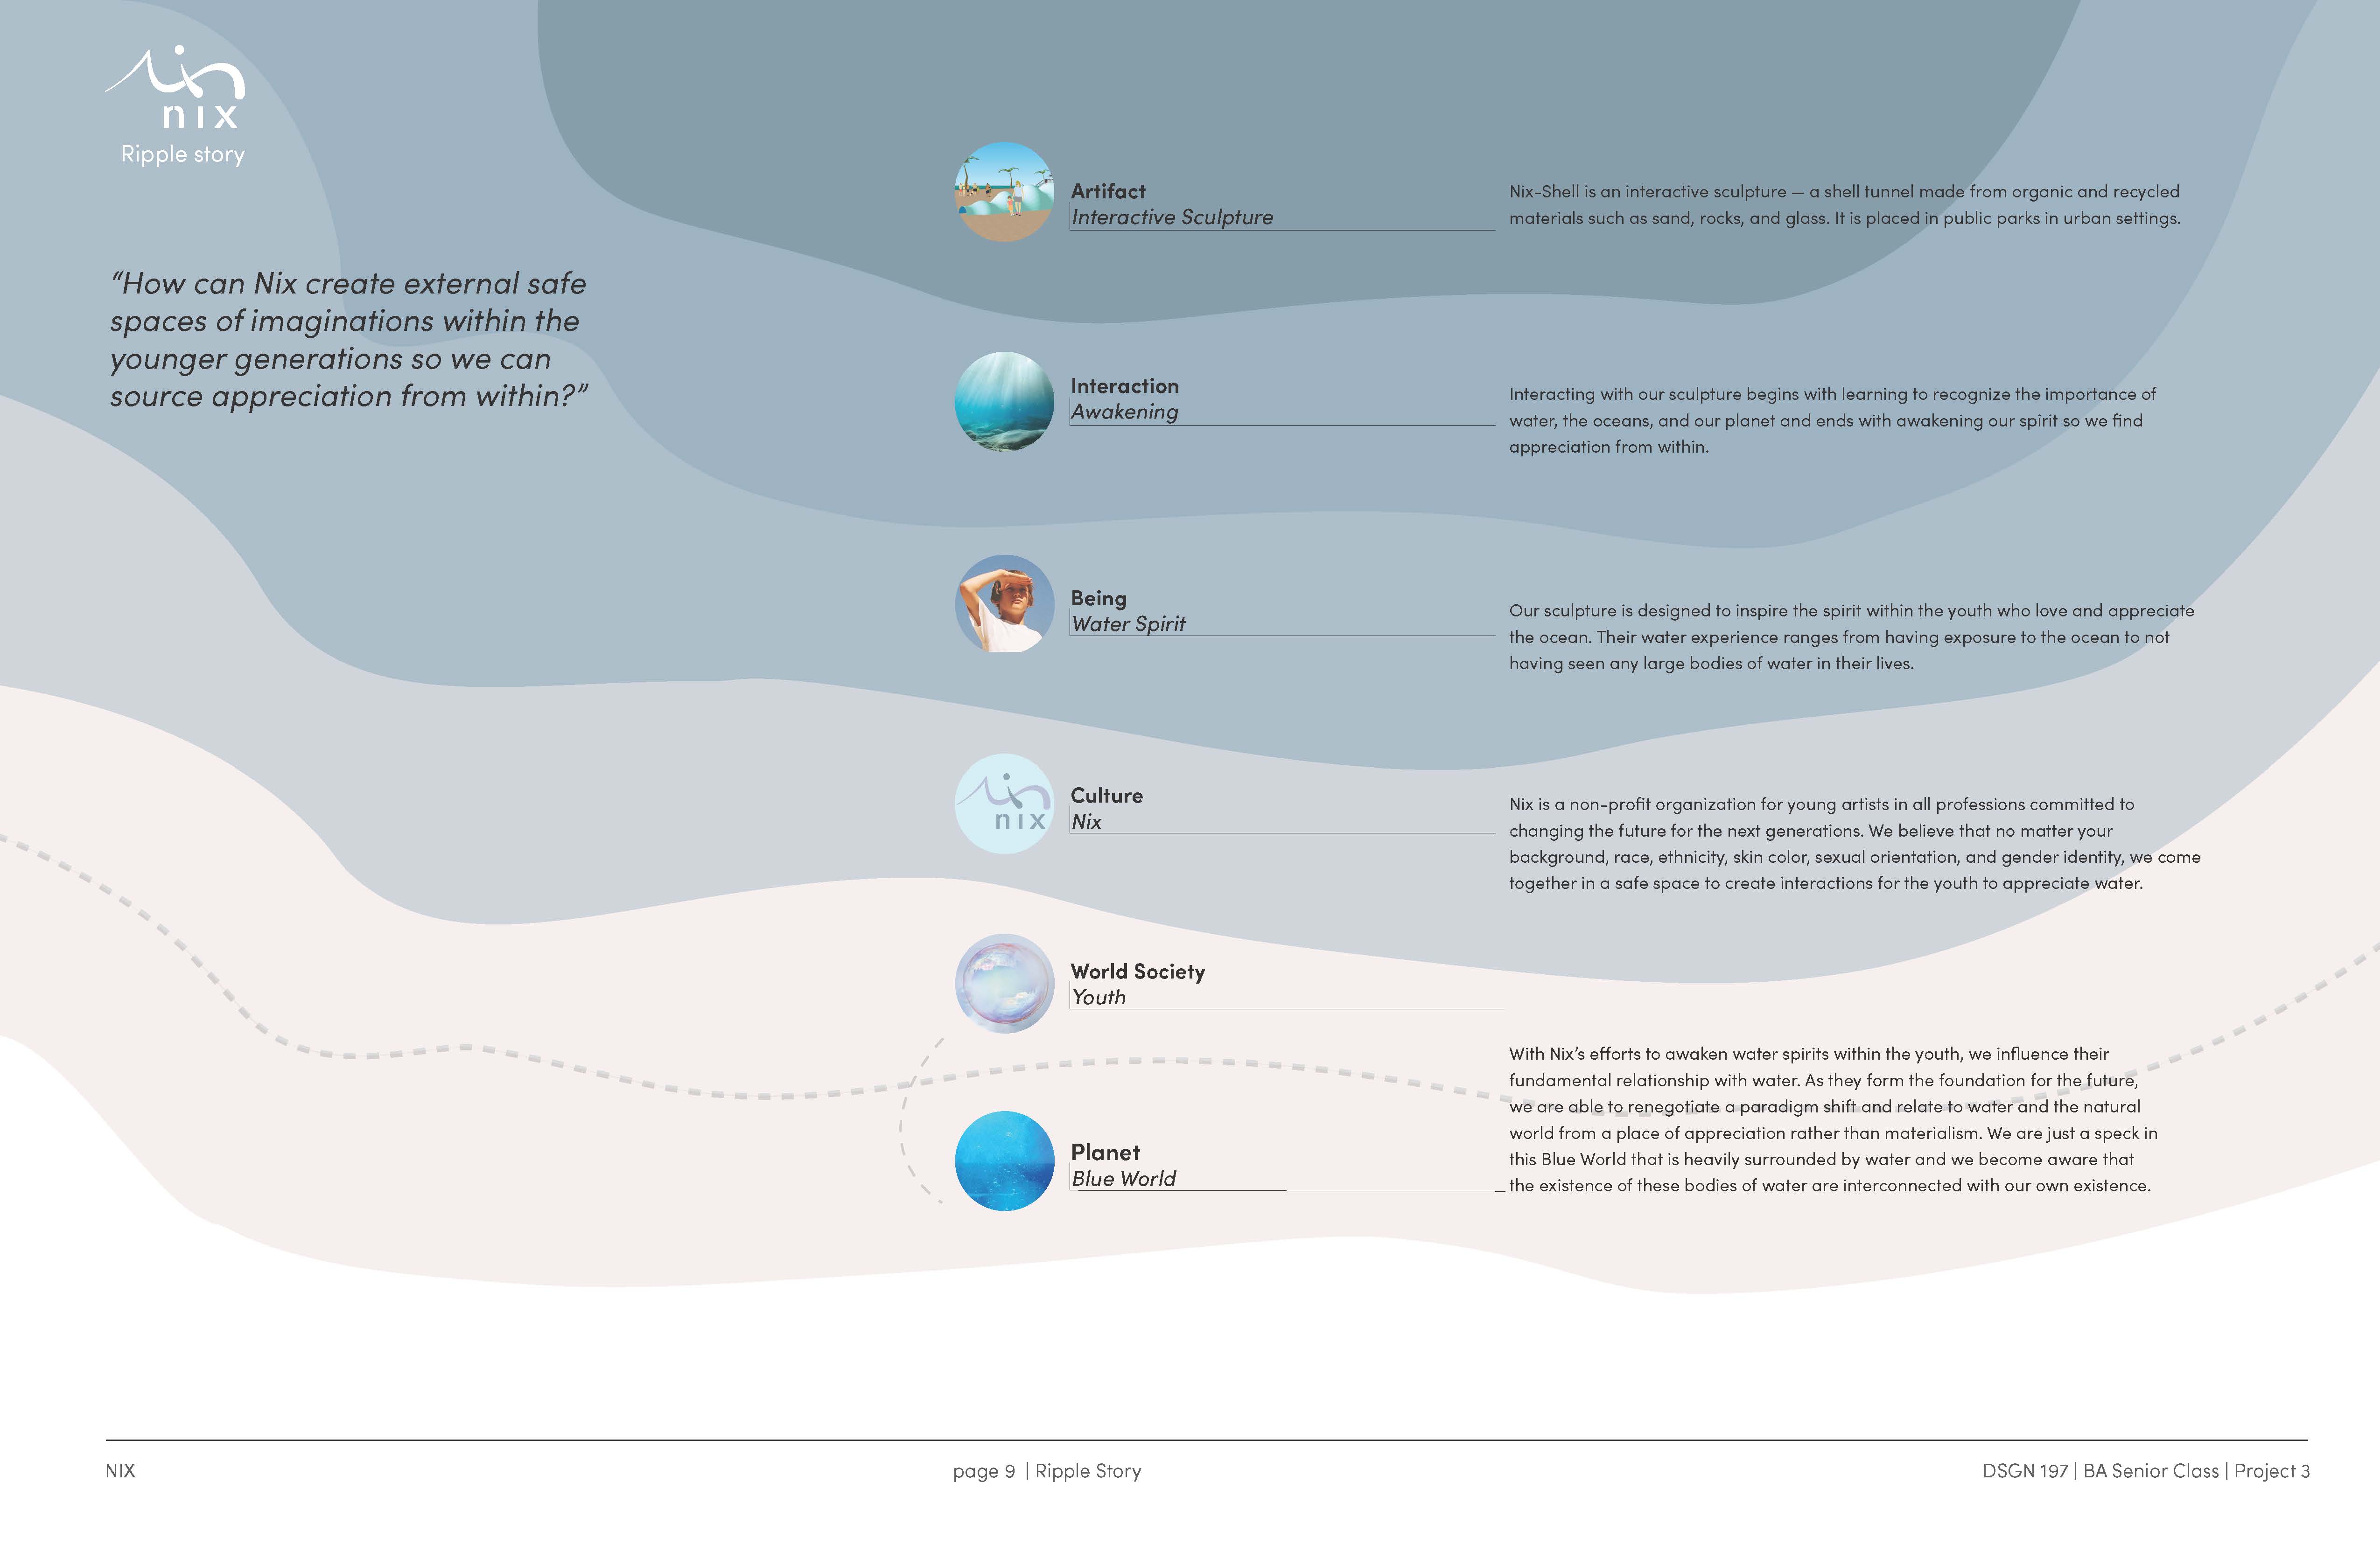 nix
Ripple story
“How can Nix create external safe
spaces of imaginations within the
younger generations so we can
source appreciation from within?”
Artifact
Interactive Sculpture
Nix-Shell is an interactive sculpture — a shell tunnel made from organic and recycled
materials such as sand, rocks, and glass. It is placed in public parks in urban settings.
Interaction
Awakening
Interacting with our sculpture begins with learning to recognize the importance of
water, the oceans, and our planet and ends with awakening our spirit so we find
appreciation from within.
Being
Water Spirit
Our sculpture is designed to inspire the spirit within the youth who love and appreciate
the ocean. Their water experience ranges from having exposure to the ocean to not
having seen any large bodies of water in their lives.
nix
Culture
Nix
Nix is a non-profit organization for young artists in all professions committed to
changing the future for the next generations. We believe that no matter your
background, race, ethnicity, skin color, sexual orientation, and gender identity, we come
together in a safe space to create interactions for the youth to appreciate water.
World Society
Youth
Planet
Blue World
With Nix’s efforts to awaken water spirits within the youth, we influence their
fundamental relationship with water. As they form the foundation for the future,
we are able to renegotiate a paradigm shift and relate to water and the natural
world from a place of appreciation rather than materialism. We are just a speck in
this Blue World that is heavily surrounded by water and we become aware that
the existence of these bodies of water are interconnected with our own existence.
NIX
page 9 | Ripple Story
DSGN 197 | BA Senior Class | Project 3